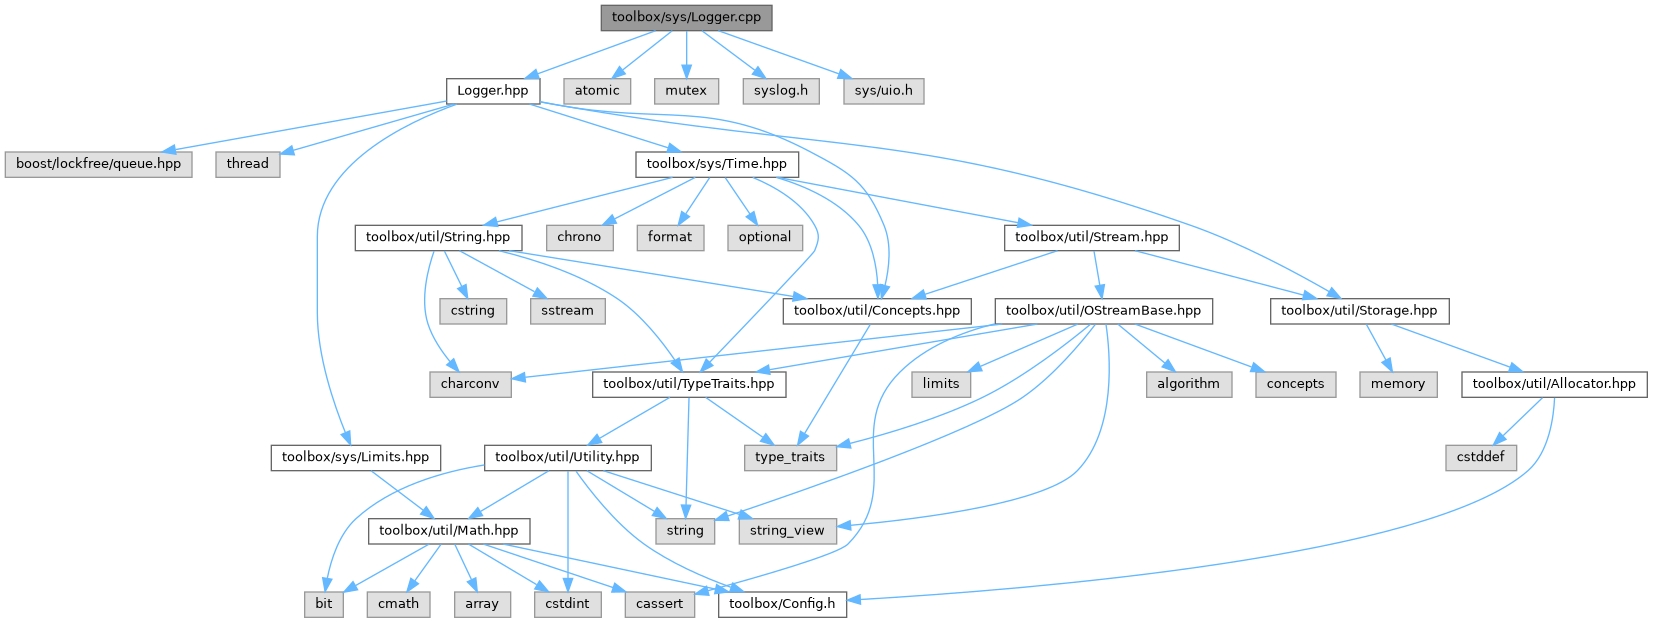 toolbox/sys/Logger.cpp
Logger.hpp
atomic
mutex
syslog.h
sys/uio.h
boost/lockfree/queue.hpp
thread
toolbox/sys/Time.hpp
toolbox/util/String.hpp
chrono
format
optional
toolbox/util/Stream.hpp
cstring
sstream
toolbox/util/Concepts.hpp
toolbox/util/OStreamBase.hpp
toolbox/util/Storage.hpp
charconv
toolbox/util/TypeTraits.hpp
limits
algorithm
concepts
memory
toolbox/util/Allocator.hpp
toolbox/sys/Limits.hpp
toolbox/util/Utility.hpp
type_traits
cstddef
toolbox/util/Math.hpp
string
string_view
bit
cmath
array
cstdint
cassert
toolbox/Config.h